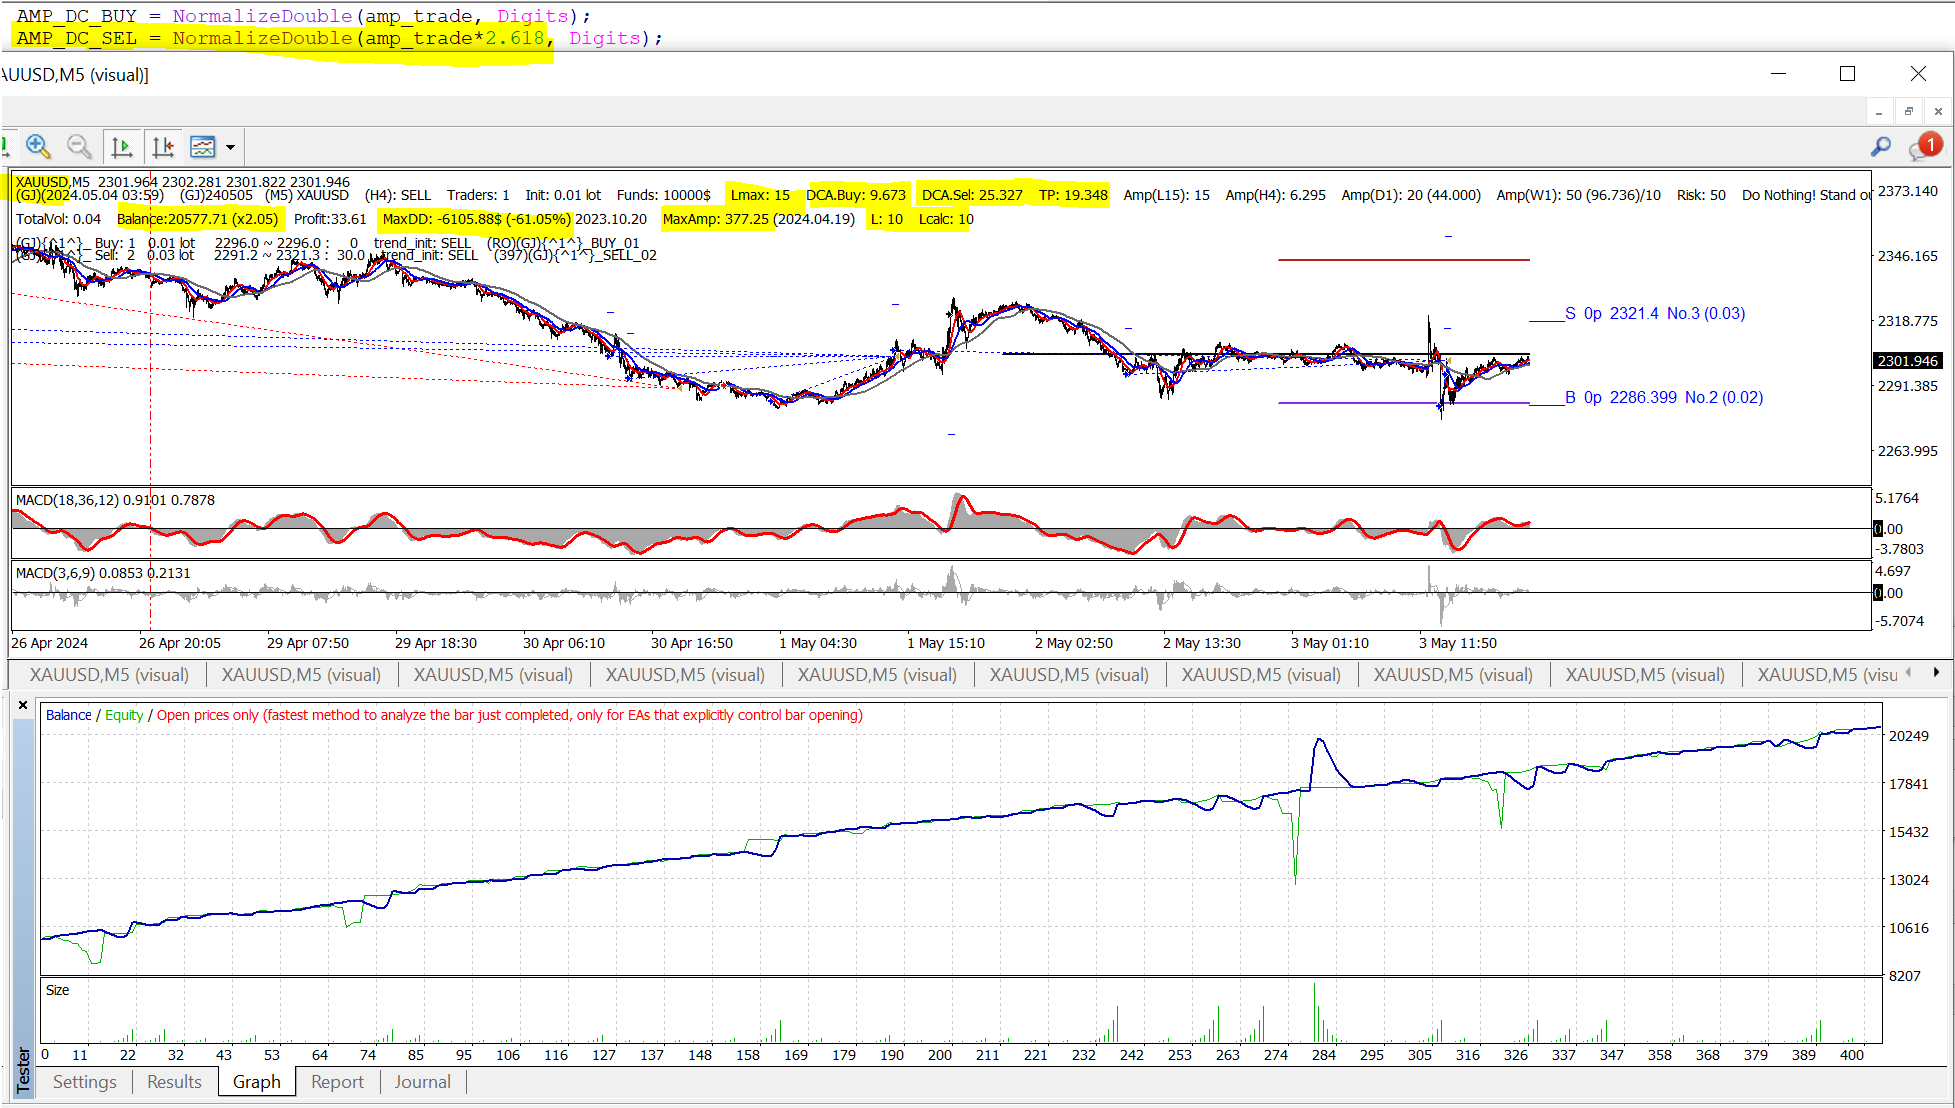 AMP_DC_BUY = NormalizeDouble(amp_trade, Digits);
AMP_DC_SEL = NormalizeDouble(amp_trade*2.618, Digits);
AUUSD,M5 (visual)]
1
XAUUSD,M5 2301.964 2302.281 2301.822 2301.946
(GJ)(2024.05.04 03:59) (GJ)240505 (M5) XAUUSD (H4): SELL Traders: 1 Init: 0.01 lot Funds: 10000$ Lmax: 15 DCA.Buy: 9.673 DCA.Sel: 25.327 TP: 19.348 Amp(L15): 15 Amp(H4): 6.295 Amp(D1): 20 (44.000) Amp(W1): 50 (96.736)/10 Risk: 50 Do Nothing! Stand ou
TotalVol: 0.04 Balance:20577.71 (x2.05) Profit:33.61 MaxDD: -6105.88$ (-61.05%) 2023.10.20 MaxAmp: 377.25 (2024.04.19) L: 10 Lcalc: 10
(GJ){^1^}_ Buy: 1 0.01 lot 2296.0 ~ 2296.0 : 0 trend_init: SELL (RO)(GJ){^1^}_BUY_01
(GJ){^1^}_ Sell: 2 0.03 lot 2291.2 ~ 2321.3 : 30.0 trend_init: SELL (397)(GJ){^1^}_SELL_02
S 0p 2321.4 No.3 (0.03)
B 0p 2286.399 No.2 (0.02)
2373.140
2346.165
2318.775
2301.946
2291.385
2263.995
MACD(18,36,12) 0.9101 0.7878
5.1764
0.00
-3.7803
MACD(3,6,9) 0.0853 0.2131
4.697
0.00
-5.7074
26 Apr 2024 26 Apr 20:05 29 Apr 07:50 29 Apr 18:30 30 Apr 06:10 30 Apr 16:50 1 May 04:30 1 May 15:10 2 May 02:50 2 May 13:30 3 May 01:10 3 May 11:50
XAUUSD,M5 (visual) XAUUSD,M5 (visual) XAUUSD,M5 (visual) XAUUSD,M5 (visual) XAUUSD,M5 (visual) XAUUSD,M5 (visual) XAUUSD,M5 (visual) XAUUSD,M5 (visual) XAUUSD,M5 (visual) XAUUSD,M5 (visu
Balance / Equity / Open prices only (fastest method to analyze the bar just completed, only for EAs that explicitly control bar opening)
20249
17841
15432
13024
10616
8207
Size
0 11 22 32 43 53 64 74 85 95 106 116 127 137 148 158 169 179 190 200 211 221 232 242 253 263 274 284 295 305 316 326 337 347 358 368 379 389 400
Tester
Settings Results Graph Report Journal